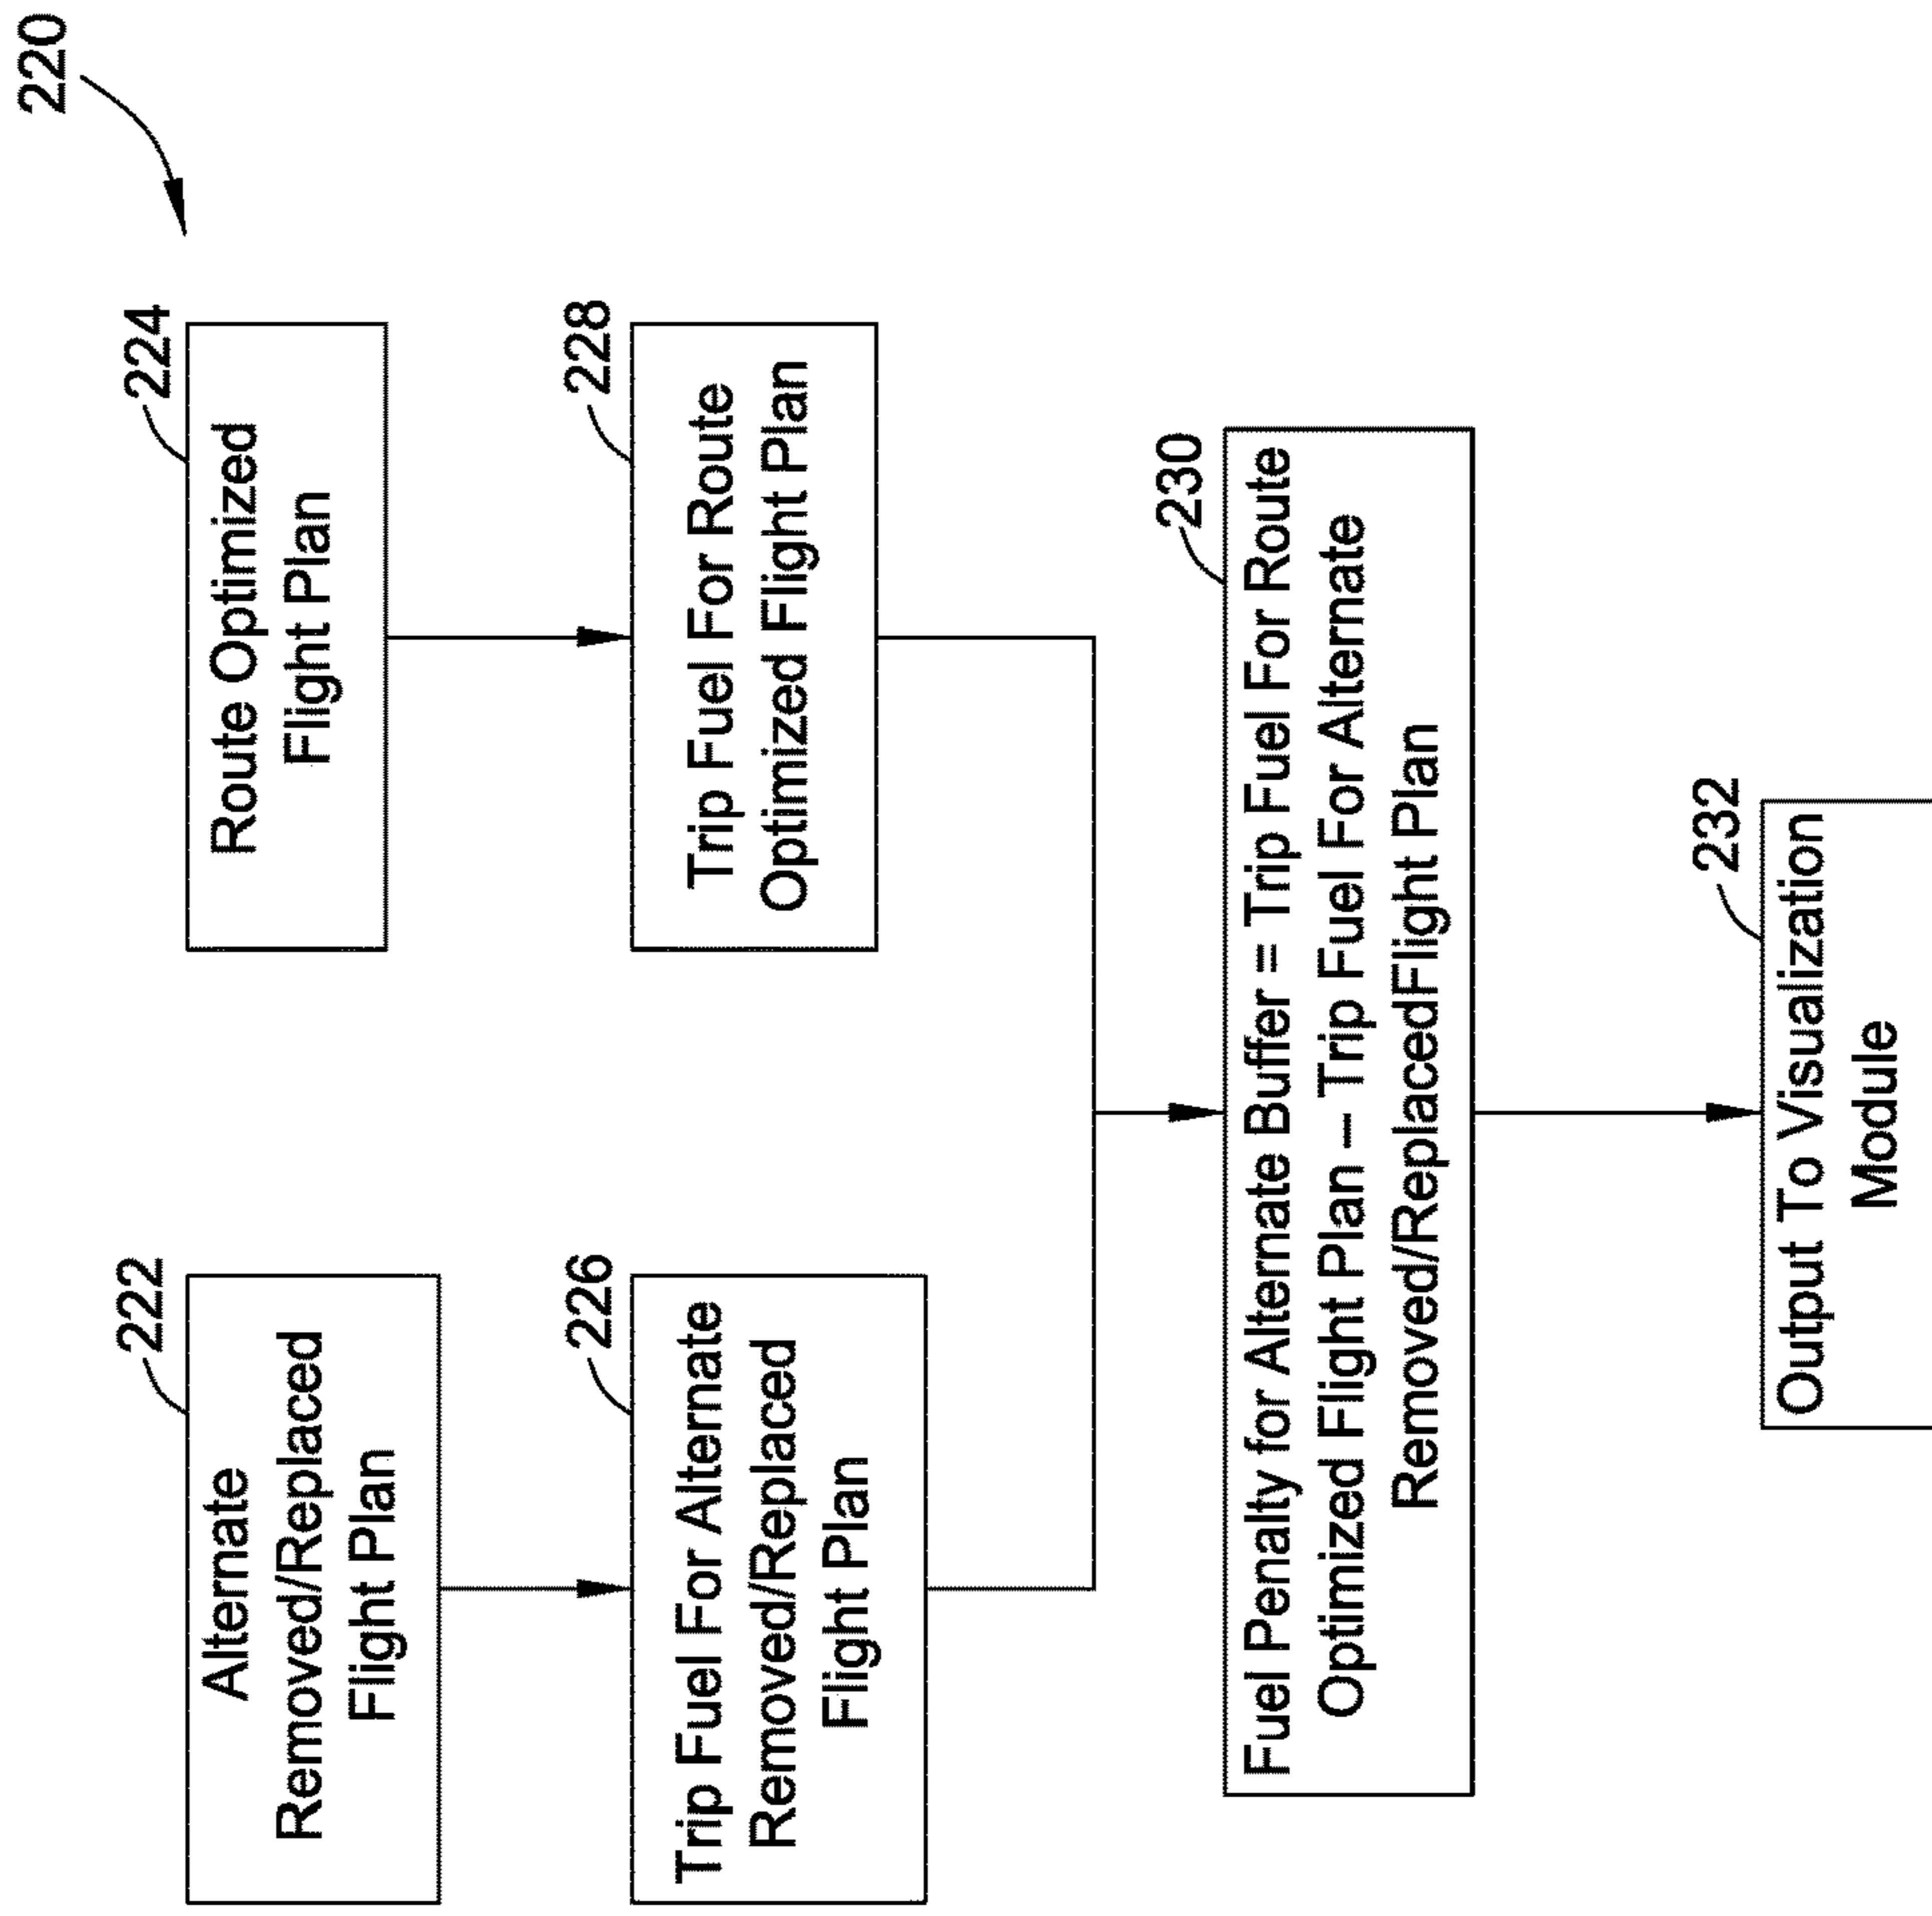 220
222
Alternate
Removed/Replaced
Flight Plan
224
Route Optimized
Flight Plan
226
Trip Fuel For Alternate
Removed/Replaced
Flight Plan
228
Trip Fuel For Route
Optimized Flight Plan
230
Fuel Penalty for Alternate Buffer = Trip Fuel For Route
Optimized Flight Plan – Trip Fuel For Alternate
Removed/ReplacedFlight Plan
232
Output To Visualization
Module